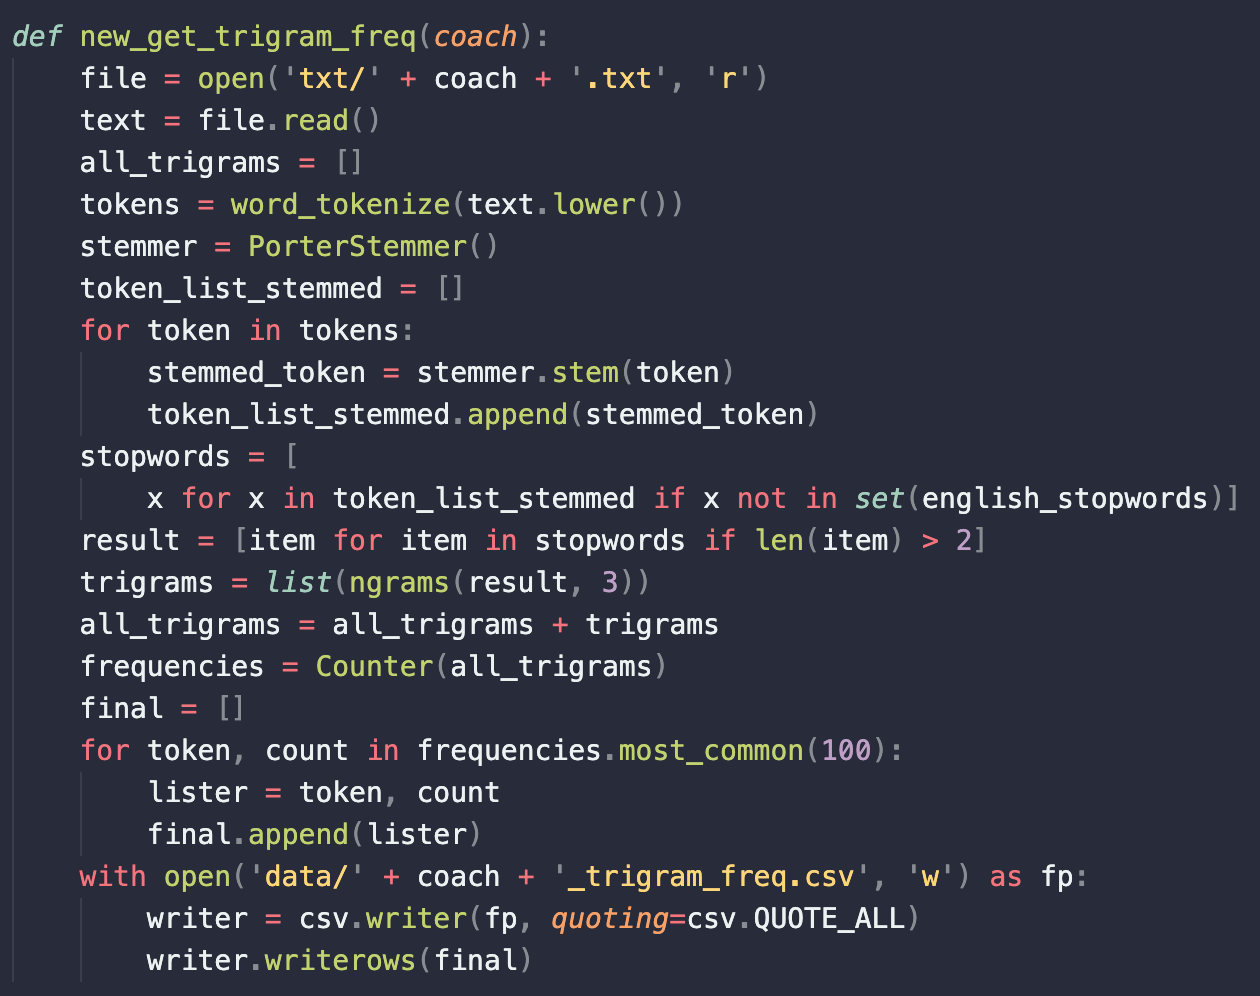 def new_get_trigram_freq(coach):
    file = open('txt/' + coach + '.txt', 'r')
    text = file.read()
    all_trigrams = []
    tokens = word_tokenize(text.lower())
    stemmer = PorterStemmer()
    token_list_stemmed = []
    for token in tokens:
        stemmed_token = stemmer.stem(token)
        token_list_stemmed.append(stemmed_token)
    stopwords = [
        x for x in token_list_stemmed if x not in set(english_stopwords)]
    result = [item for item in stopwords if len(item) > 2]
    trigrams = list(ngrams(result, 3))
    all_trigrams = all_trigrams + trigrams
    frequencies = Counter(all_trigrams)
    final = []
    for token, count in frequencies.most_common(100):
        lister = token, count
        final.append(lister)
    with open('data/' + coach + '_trigram_freq.csv', 'w') as fp:
        writer = csv.writer(fp, quoting=csv.QUOTE_ALL)
        writer.writerows(final)